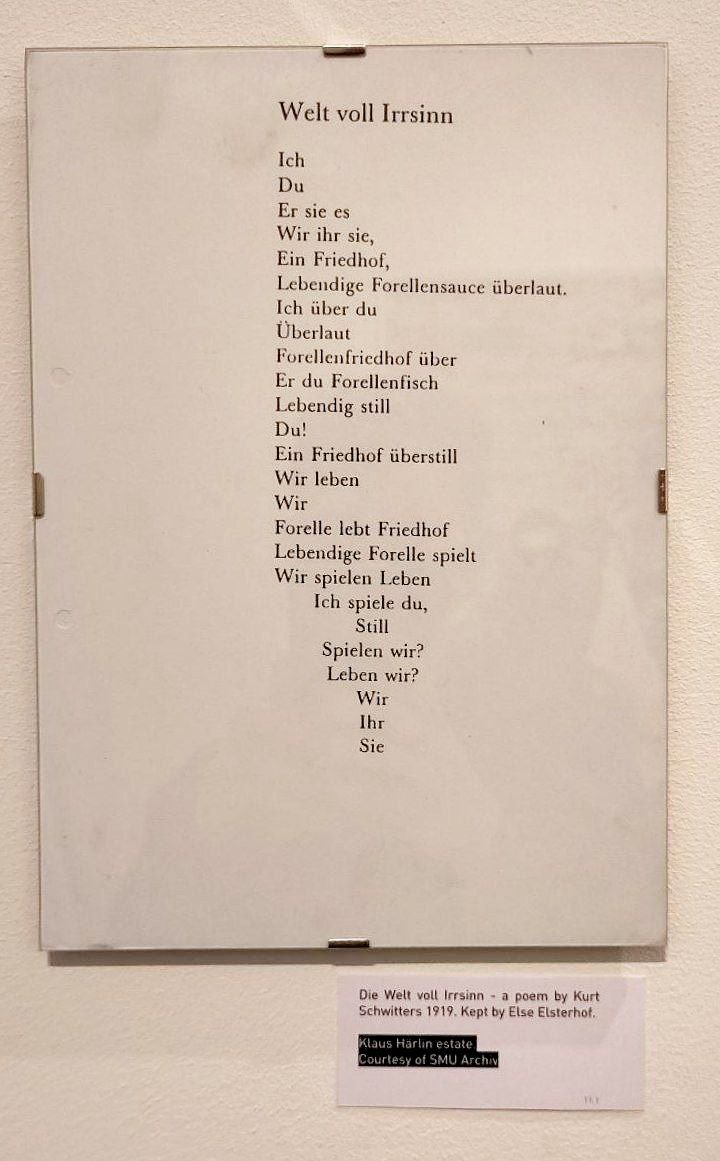 Welt voll Irrsinn
Ich
Du
Er sie es
Wir ihr sie,
Ein Friedhof,
Lebendige Forellensauce überlaut.
Ich über du
Überlaut
Forellenfriedhof über
Er du Forellenfisch
Lebendig still
Du!
Ein Friedhof überstill
Wir leben
Wir
Forelle lebt Friedhof
Lebendige Forelle spielt
Wir spielen Leben
Ich spiele du,
Still
Spielen wir?
Leben wir?
Wir
Ihr
Sie
Die Welt voll Irrsinn - a poem by Kurt
Schwitters 1919. Kept by Else Elsterhof.
Klaus Härlin estate.
Courtesy of SMU Archiv